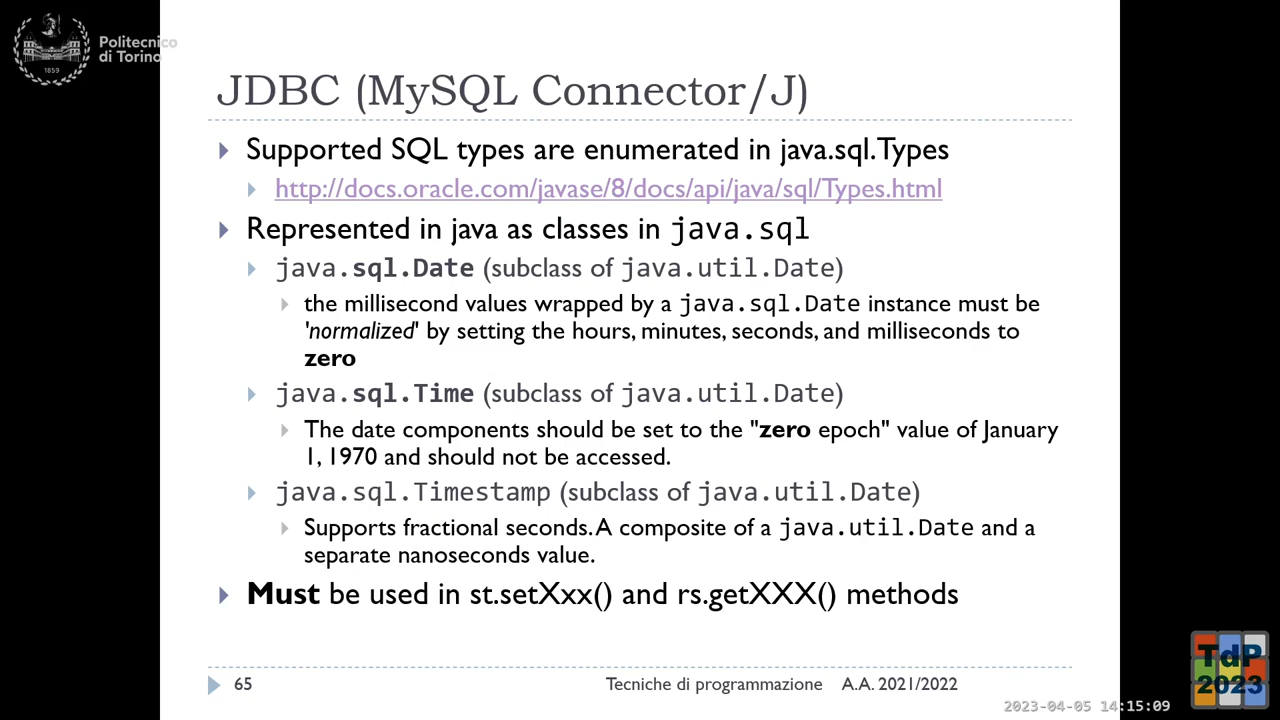 Politecnico
di Torino
1859
JDBC (MySQL Connector/J)
Supported SQL types are enumerated in java.sql.Types
http://docs.oracle.com/javase/8/docs/api/java/sql/Types.html
Represented in java as classes in java.sql
java.sql.Date (subclass of java.util.Date)
the millisecond values wrapped by a java.sql.Date instance must be
'normalized' by setting the hours, minutes, seconds, and milliseconds to
zero
java.sql.Time (subclass of java.util.Date)
The date components should be set to the "zero epoch" value of January
1, 1970 and should not be accessed.
java.sql.Timestamp (subclass of java.util.Date)
Supports fractional seconds. A composite of a java.util.Date and a
separate nanoseconds value.
Must be used in st.setXxx() and rs.getXXX() methods
65 Tecniche di programmazione A.A. 2021/2022
TdP
2023
2023-04-05 14:15:09